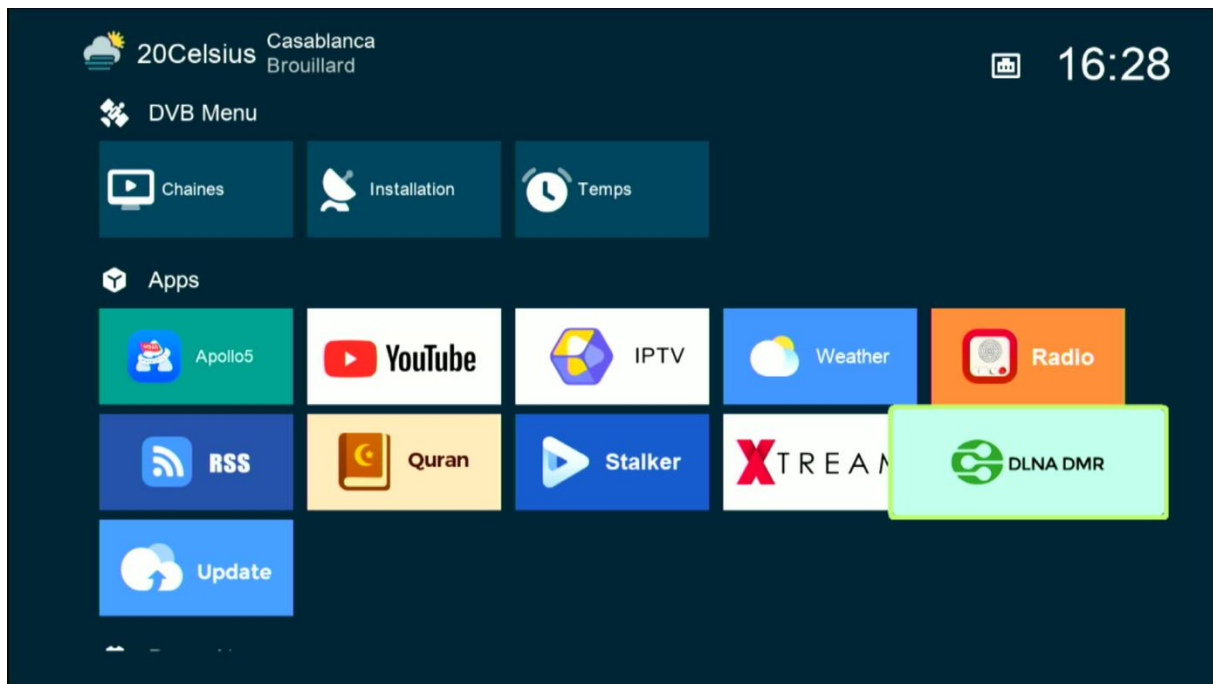 20Celsius
Casablanca
Brouillard
16:28
DVB Menu
Chaines
Installation
Temps
Apps
Apollo5
YouTube
IPTV
Weather
Radio
RSS
Quran
Stalker
XTREAM
DLNA DMR
Update